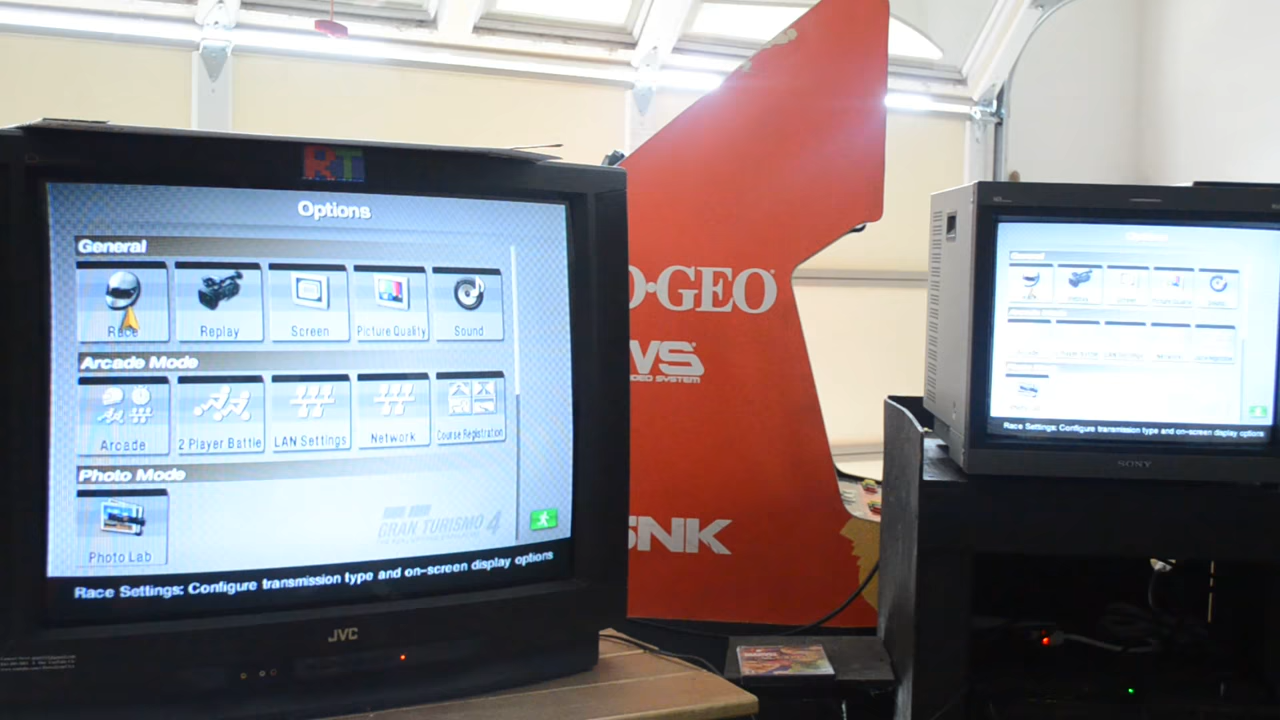 RT
Options
General
Race
Replay
Screen
Picture Quality
Sound
Arcade Mode
Arcade
2 Player Battle
LAN Settings
Network
Course Registration
Photo Mode
Photo Lab
GRAN TURISMO 4
Race Settings: Configure transmission type and on-screen display options
JVC
O·GEO
VS
SNK
General
Race Settings: Configure transmission type and on-screen display options
SONY